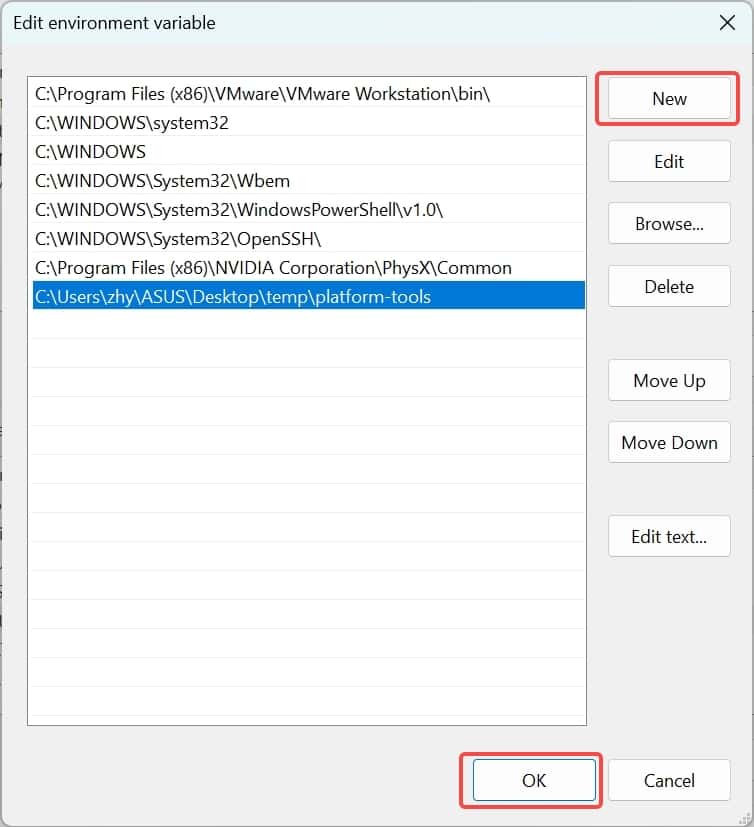 Edit environment variable
C:\Program Files (x86)\VMware\VMware Workstation\bin\
C:\WINDOWS\system32
C:\WINDOWS
C:\WINDOWS\System32\Wbem
C:\WINDOWS\System32\WindowsPowerShell\v1.0\
C:\WINDOWS\System32\OpenSSH\
C:\Program Files (x86)\NVIDIA Corporation\PhysX\Common
C:\Users\zhy\ASUS\Desktop\temp\platform-tools
New
Edit
Browse...
Delete
Move Up
Move Down
Edit text...
OK
Cancel